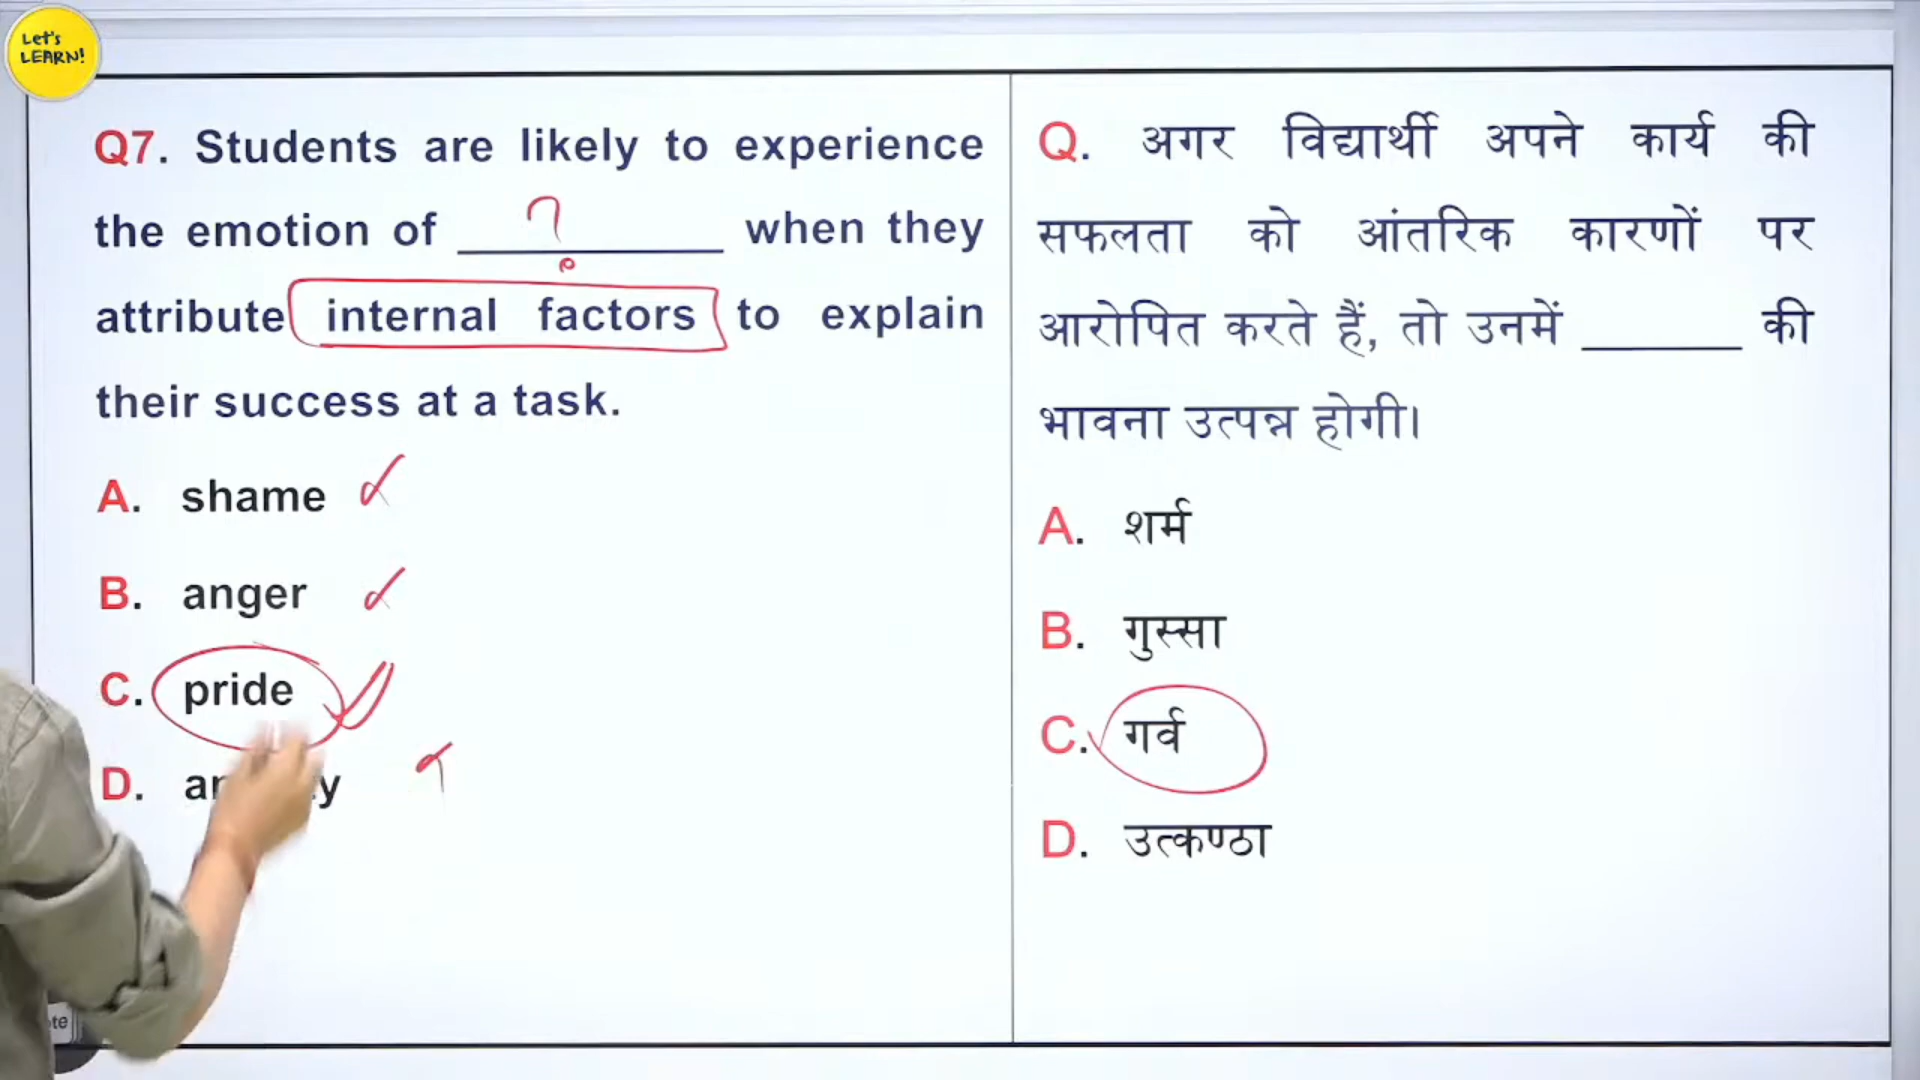 Let's
LEARN!
Q7. Students are likely to experience
the emotion of ________ ? when they
attribute internal factors to explain
their success at a task.
A. shame
B. anger
C. pride
D.
Q. अगर विद्यार्थी अपने कार्य की
सफलता को आंतरिक कारणों पर
आरोपित करते हैं, तो उनमें ________ की
भावना उत्पन्न होगी।
A. शर्म
B. गुस्सा
C. गर्व
D. उत्कण्ठा